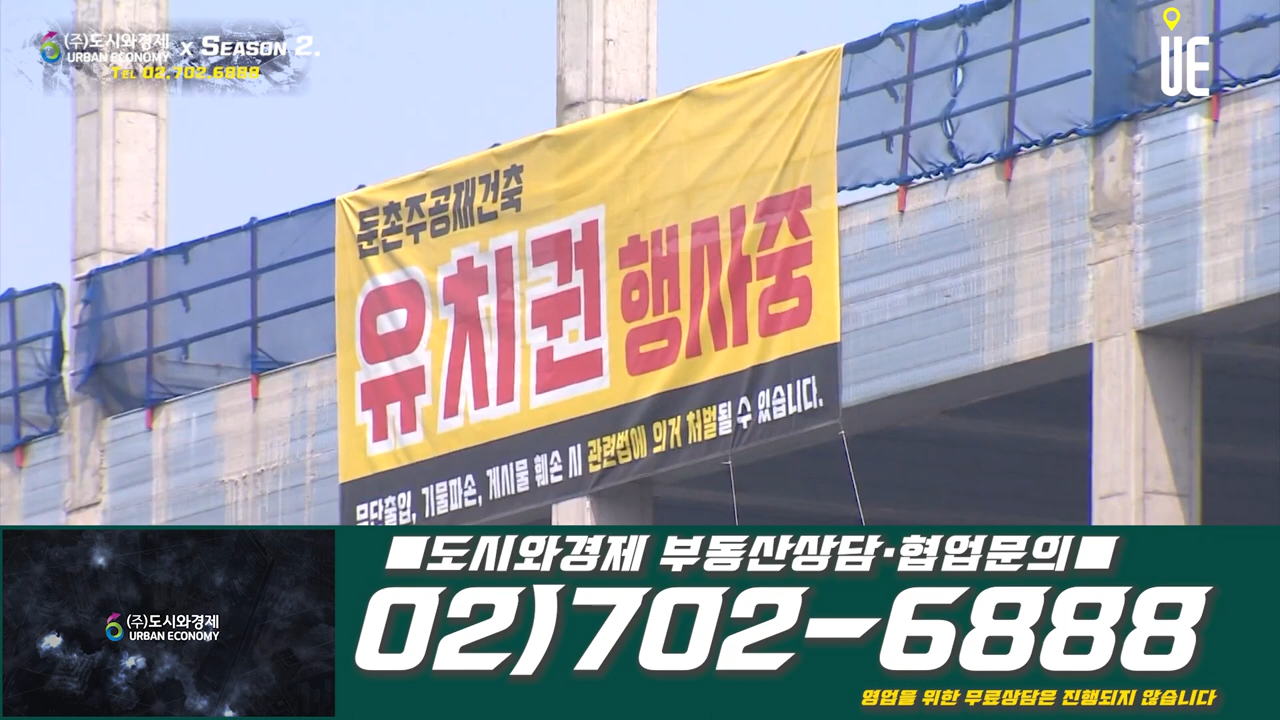 (주)도시와경제
URBAN ECONOMY
x SEASON 2.
TEL 02.702.6888
UE
둔촌주공재건축
유치권 행사중
무단출입, 기물파손, 게시물 훼손 시 관련법에 의거 처벌될 수 있습니다.
(주)도시와경제
URBAN ECONOMY
■도시와경제 부동산상담·협업문의■
02)702-6888
영업을 위한 무료상담은 진행되지 않습니다